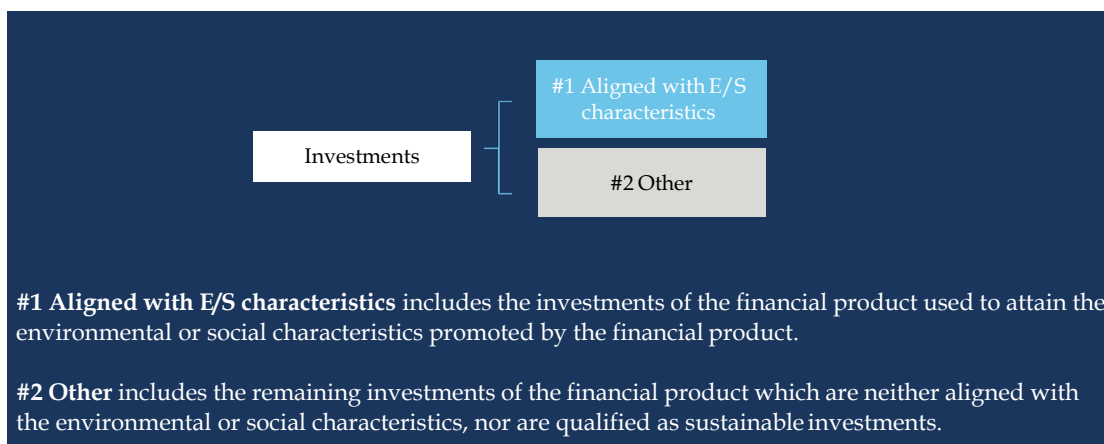 #1 Aligned with E/S
characteristics
Investments
#2 Other
#1 Aligned with E/S characteristics includes the investments of the financial product used to attain the
environmental or social characteristics promoted by the financial product.
#2 Other includes the remaining investments of the financial product which are neither aligned with
the environmental or social characteristics, nor are qualified as sustainable investments.